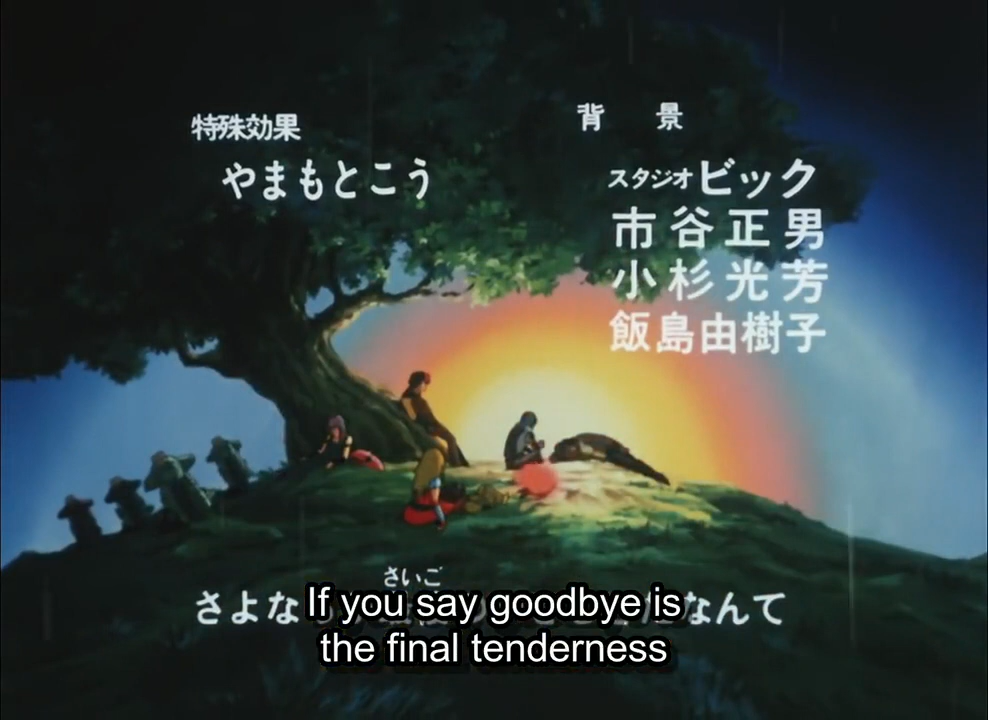 特殊効果
やまもとこう
背景
スタジオビック
市谷正男
小杉光芳
飯島由樹子
さいご
さよな
なんて
If you say goodbye is
the final tenderness